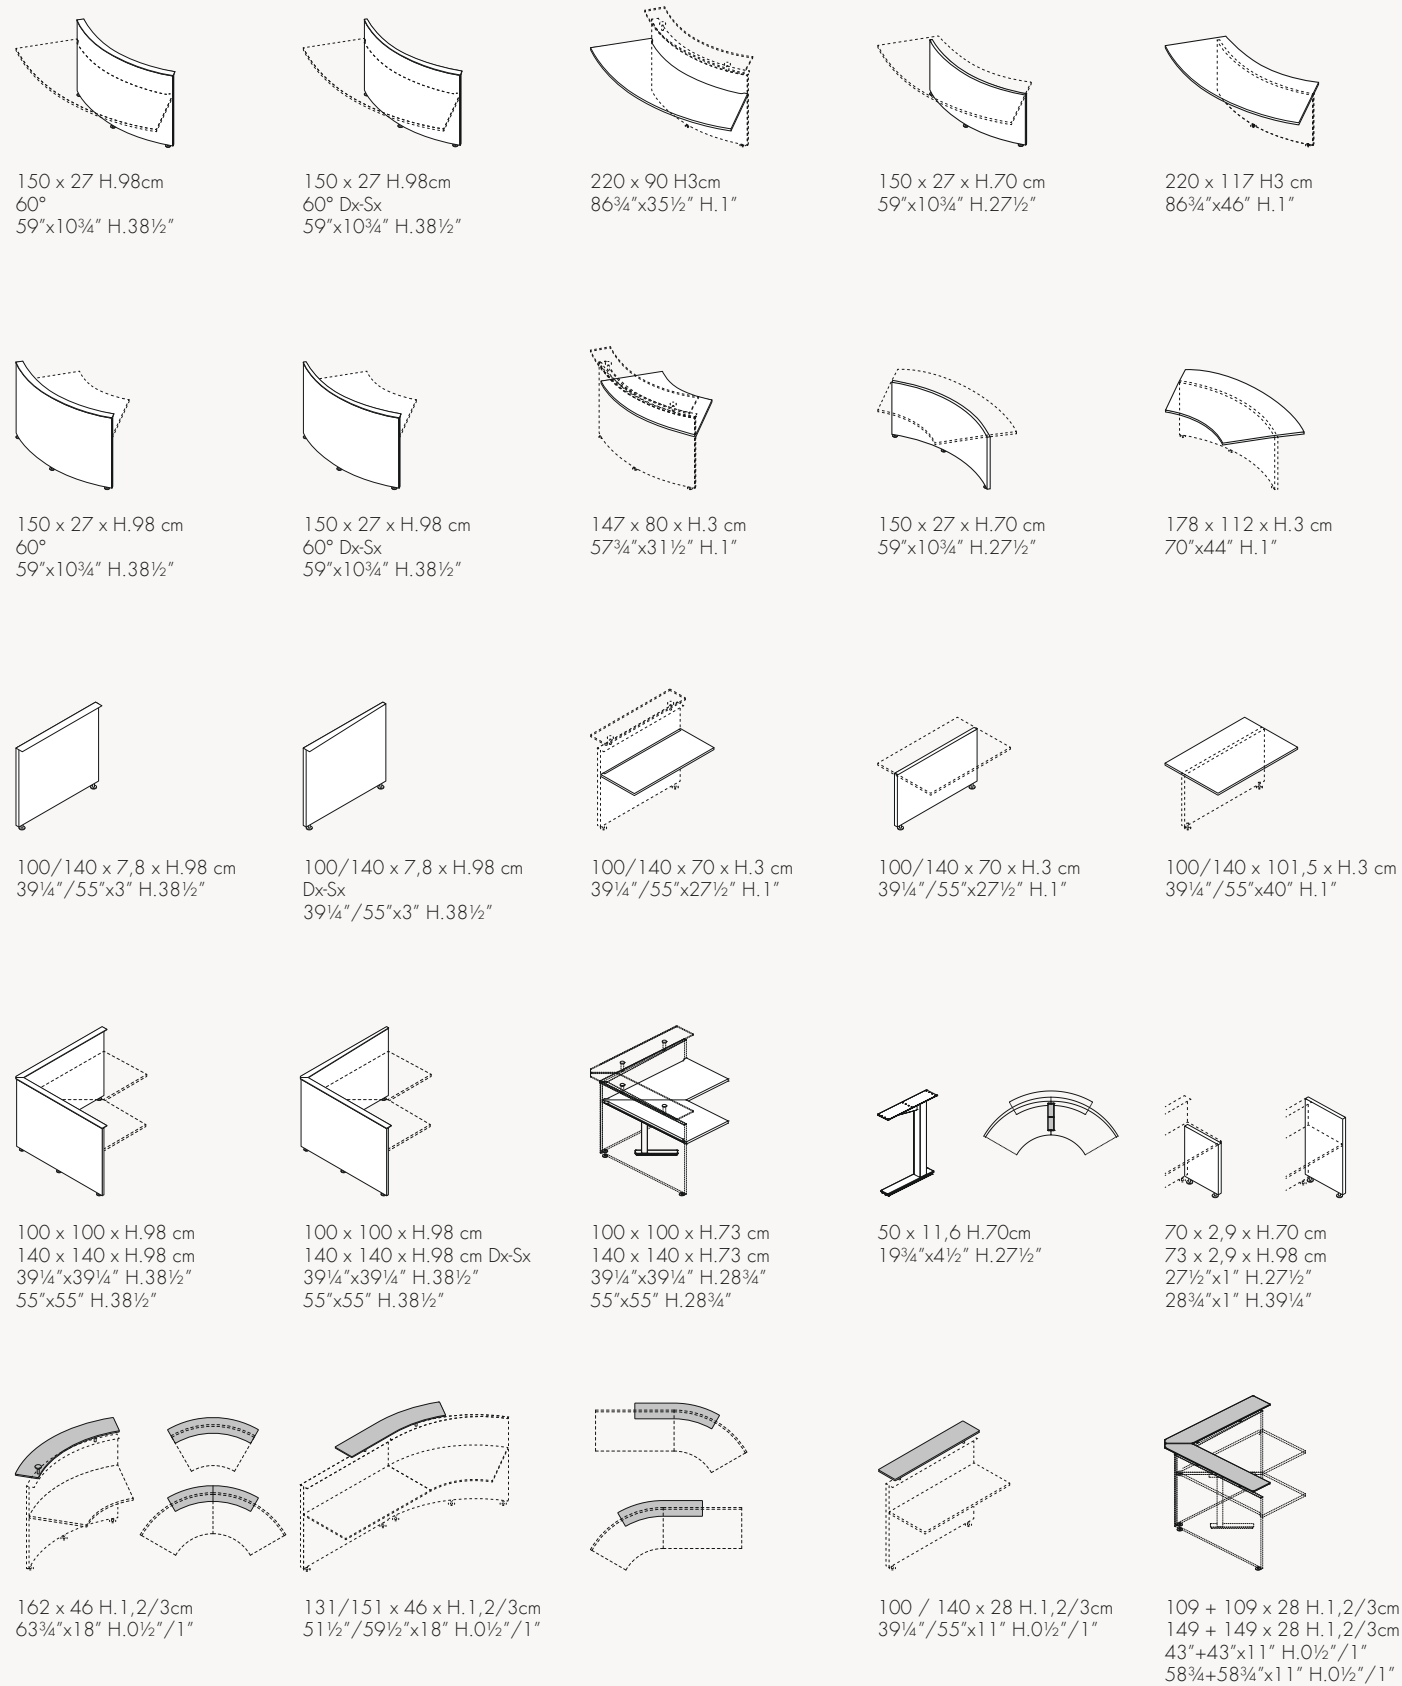 150 x 27 H.98cm
60°
59”x10¾” H.38½”
150 x 27 H.98cm
60° Dx-Sx
59”x10¾” H.38½”
220 x 90 H3cm
86¾”x35½” H.1”
150 x 27 x H.70 cm
59”x10¾” H.27½”
220 x 117 H3 cm
86¾”x46” H.1”
150 x 27 x H.98 cm
60°
59”x10¾” H.38½”
150 x 27 x H.98 cm
60° Dx-Sx
59”x10¾” H.38½”
147 x 80 x H.3 cm
57¾”x31½” H.1”
150 x 27 x H.70 cm
59”x10¾” H.27½”
178 x 112 x H.3 cm
70”x44” H.1”
100/140 x 7,8 x H.98 cm
39¼”/55”x3” H.38½”
100/140 x 7,8 x H.98 cm
Dx-Sx
39¼”/55”x3” H.38½”
100/140 x 70 x H.3 cm
39¼”/55”x27½” H.1”
100/140 x 70 x H.3 cm
39¼”/55”x27½” H.1”
100/140 x 101,5 x H.3 cm
39¼”/55”x40” H.1”
100 x 100 x H.98 cm
140 x 140 x H.98 cm
39¼”x39¼” H.38½”
55”x55” H.38½”
100 x 100 x H.98 cm
140 x 140 x H.98 cm Dx-Sx
39¼”x39¼” H.38½”
55”x55” H.38½”
100 x 100 x H.73 cm
140 x 140 x H.73 cm
39¼”x39¼” H.28¾”
55”x55” H.28¾”
50 x 11,6 H.70cm
19¾”x4½” H.27½”
70 x 2,9 x H.70 cm
73 x 2,9 x H.98 cm
27½”x1” H.27½”
28¾”x1” H.39¼”
162 x 46 H.1,2/3cm
63¾”x18” H.0½”/1”
131/151 x 46 x H.1,2/3cm
51½”/59½”x18” H.0½”/1”
100 / 140 x 28 H.1,2/3cm
39¼”/55”x11” H.0½”/1”
109 + 109 x 28 H.1,2/3cm
149 + 149 x 28 H.1,2/3cm
43”+43”x11” H.0½”/1”
58¾+58¾”x11” H.0½”/1”